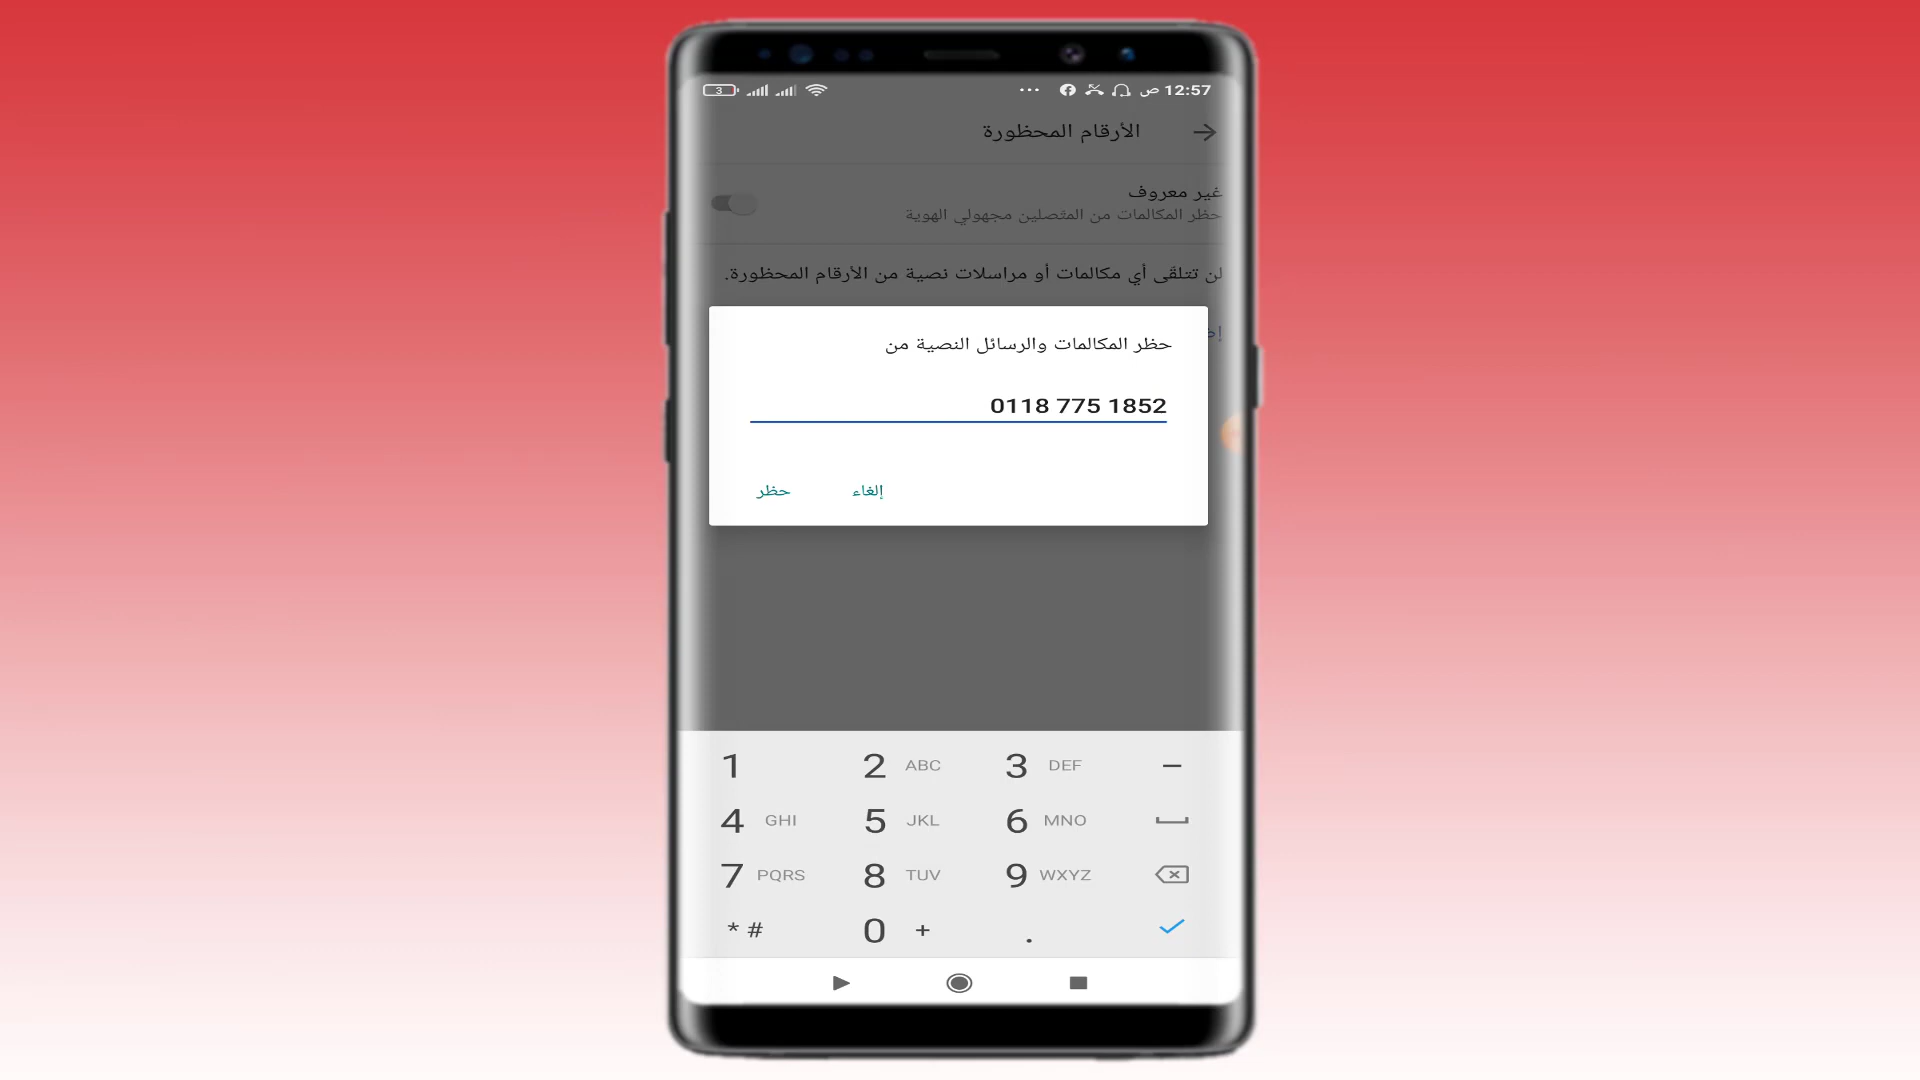 12:57 ص
3
الأرقام المحظورة
غير معروف
حظر المكالمات من المتصلين مجهولي الهوية
لن تتلقّى أي مكالمات أو مراسلات نصية من الأرقام المحظورة.
حظر المكالمات والرسائل النصية من
0118 775 1852
إلغاء حظر
1 2 ABC 3 DEF –
4 GHI 5 JKL 6 MNO
7 PQRS 8 TUV 9 WXYZ
* # 0 + .